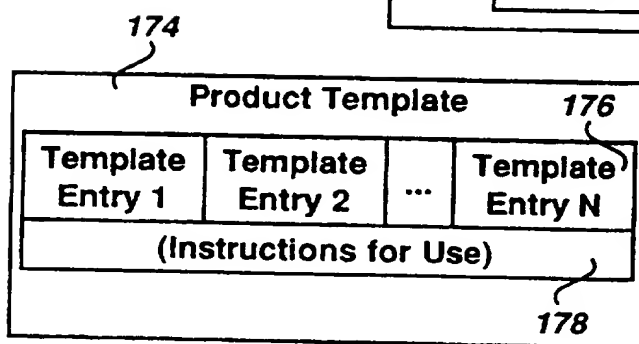 174
Product Template
176
Template Template ... Template
Entry 1 Entry 2 Entry N
(Instructions for Use)
178